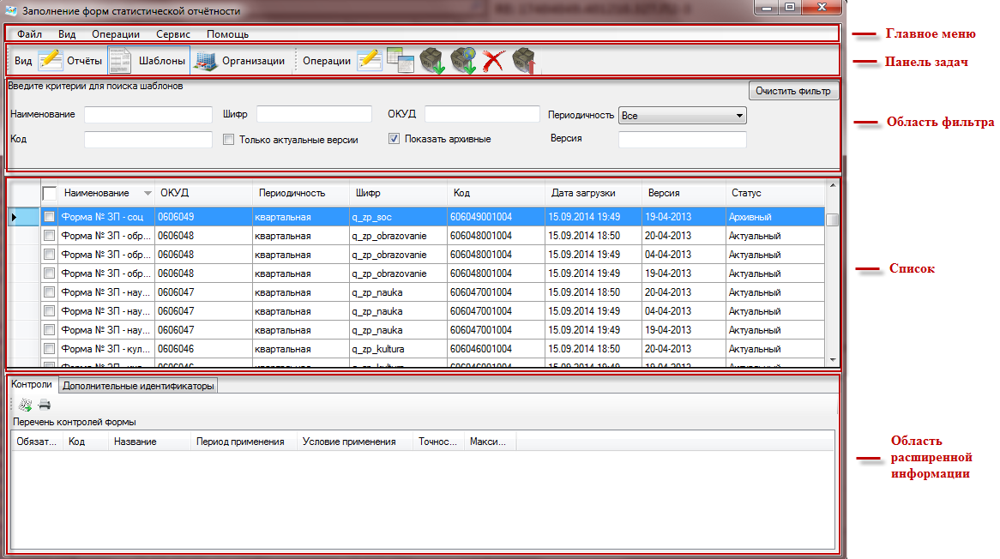 Заполнение форм статистической отчётности
Файл Вид Операции Сервис Помощь
Главное меню
Вид Отчёты Шаблоны Организации Операции
Панель задач
Введите критерии для поиска шаблонов
Очистить фильтр
Наименование Шифр ОКУД Периодичность Все
Область фильтра
Код Только актуальные версии Показать архивные Версия
Наименование ОКУД Периодичность Шифр Код Дата загрузки Версия Статус
Форма № ЗП - соц 0606049 квартальная q_zp_soc 606049001004 15.09.2014 19:49 19-04-2013 Архивный
Форма № ЗП - обр... 0606048 квартальная q_zp_obrazovanie 606048001004 15.09.2014 18:50 20-04-2013 Актуальный
Форма № ЗП - обр... 0606048 квартальная q_zp_obrazovanie 606048001004 15.09.2014 19:49 04-04-2013 Актуальный
Форма № ЗП - обр... 0606048 квартальная q_zp_obrazovanie 606048001004 15.09.2014 19:49 19-04-2013 Актуальный
Список
Форма № ЗП - нау... 0606047 квартальная q_zp_nauka 606047001004 15.09.2014 18:50 20-04-2013 Актуальный
Форма № ЗП - нау... 0606047 квартальная q_zp_nauka 606047001004 15.09.2014 19:49 04-04-2013 Актуальный
Форма № ЗП - нау... 0606047 квартальная q_zp_nauka 606047001004 15.09.2014 19:49 19-04-2013 Актуальный
Форма № ЗП - кул... 0606046 квартальная q_zp_kultura 606046001004 15.09.2014 18:50 20-04-2013 Актуальный
Контроли Дополнительные идентификаторы
Перечень контролей формы
Обязат... Код Название Период применения Условие применения Точнос... Макси...
Область
расширенной
информации